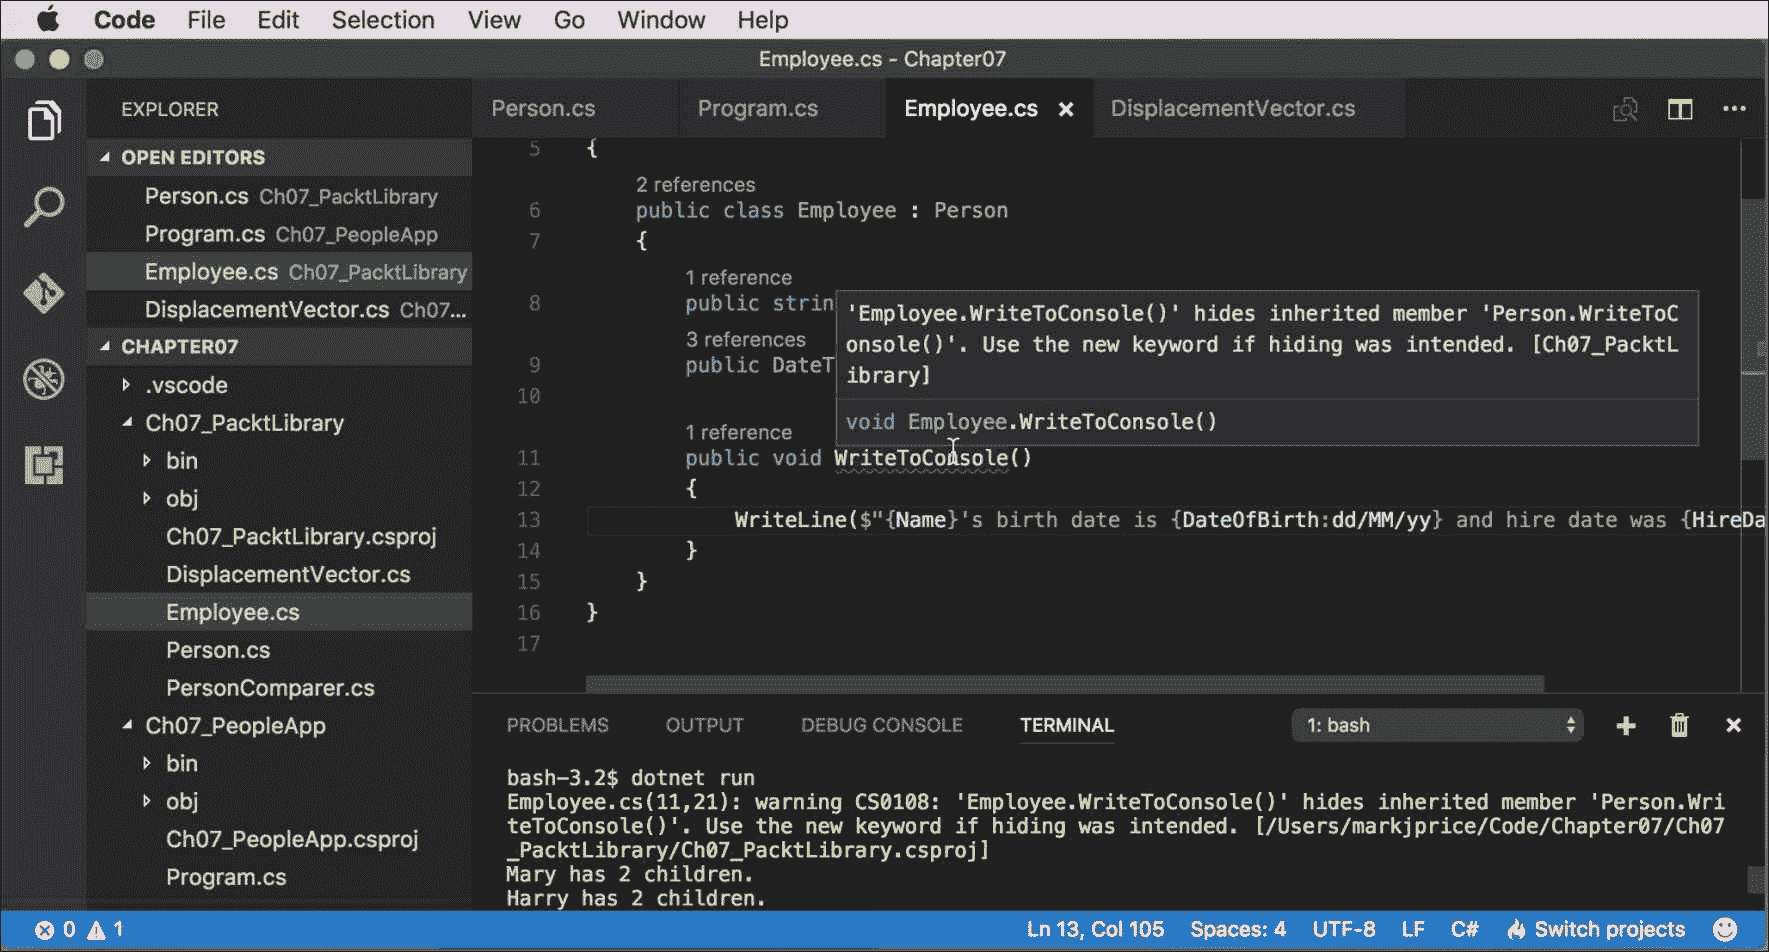 Code File Edit Selection View Go Window Help
Employee.cs - Chapter07
EXPLORER
OPEN EDITORS
Person.cs Ch07_PacktLibrary
Program.cs Ch07_PeopleApp
Employee.cs Ch07_PacktLibrary
DisplacementVector.cs Ch07...
CHAPTER07
.vscode
Ch07_PacktLibrary
bin
obj
Ch07_PacktLibrary.csproj
DisplacementVector.cs
Employee.cs
Person.cs
PersonComparer.cs
Ch07_PeopleApp
bin
obj
Ch07_PeopleApp.csproj
Program.cs
Person.cs Program.cs Employee.cs × DisplacementVector.cs ...
5 {
2 references
6 public class Employee : Person
7 {
1 reference
8 public strin
3 references
9 public DateT
10
'Employee.WriteToConsole()' hides inherited member 'Person.WriteToC
onsole()'. Use the new keyword if hiding was intended. [Ch07_PacktL
ibrary]
void Employee.WriteToConsole()
1 reference
11 public void WriteToConsole()
12 {
13 WriteLine($"{Name}'s birth date is {DateOfBirth:dd/MM/yy} and hire date was {HireDa
14 }
15 }
16 }
17
PROBLEMS OUTPUT DEBUG CONSOLE TERMINAL 1: bash
bash-3.2$ dotnet run
Employee.cs(11,21): warning CS0108: 'Employee.WriteToConsole()' hides inherited member 'Person.Wri
teToConsole()'. Use the new keyword if hiding was intended. [/Users/markjprice/Code/Chapter07/Ch07
_PacktLibrary/Ch07_PacktLibrary.csproj]
Mary has 2 children.
Harry has 2 children.
0 1 Ln 13, Col 105 Spaces: 4 UTF-8 LF C# Switch projects